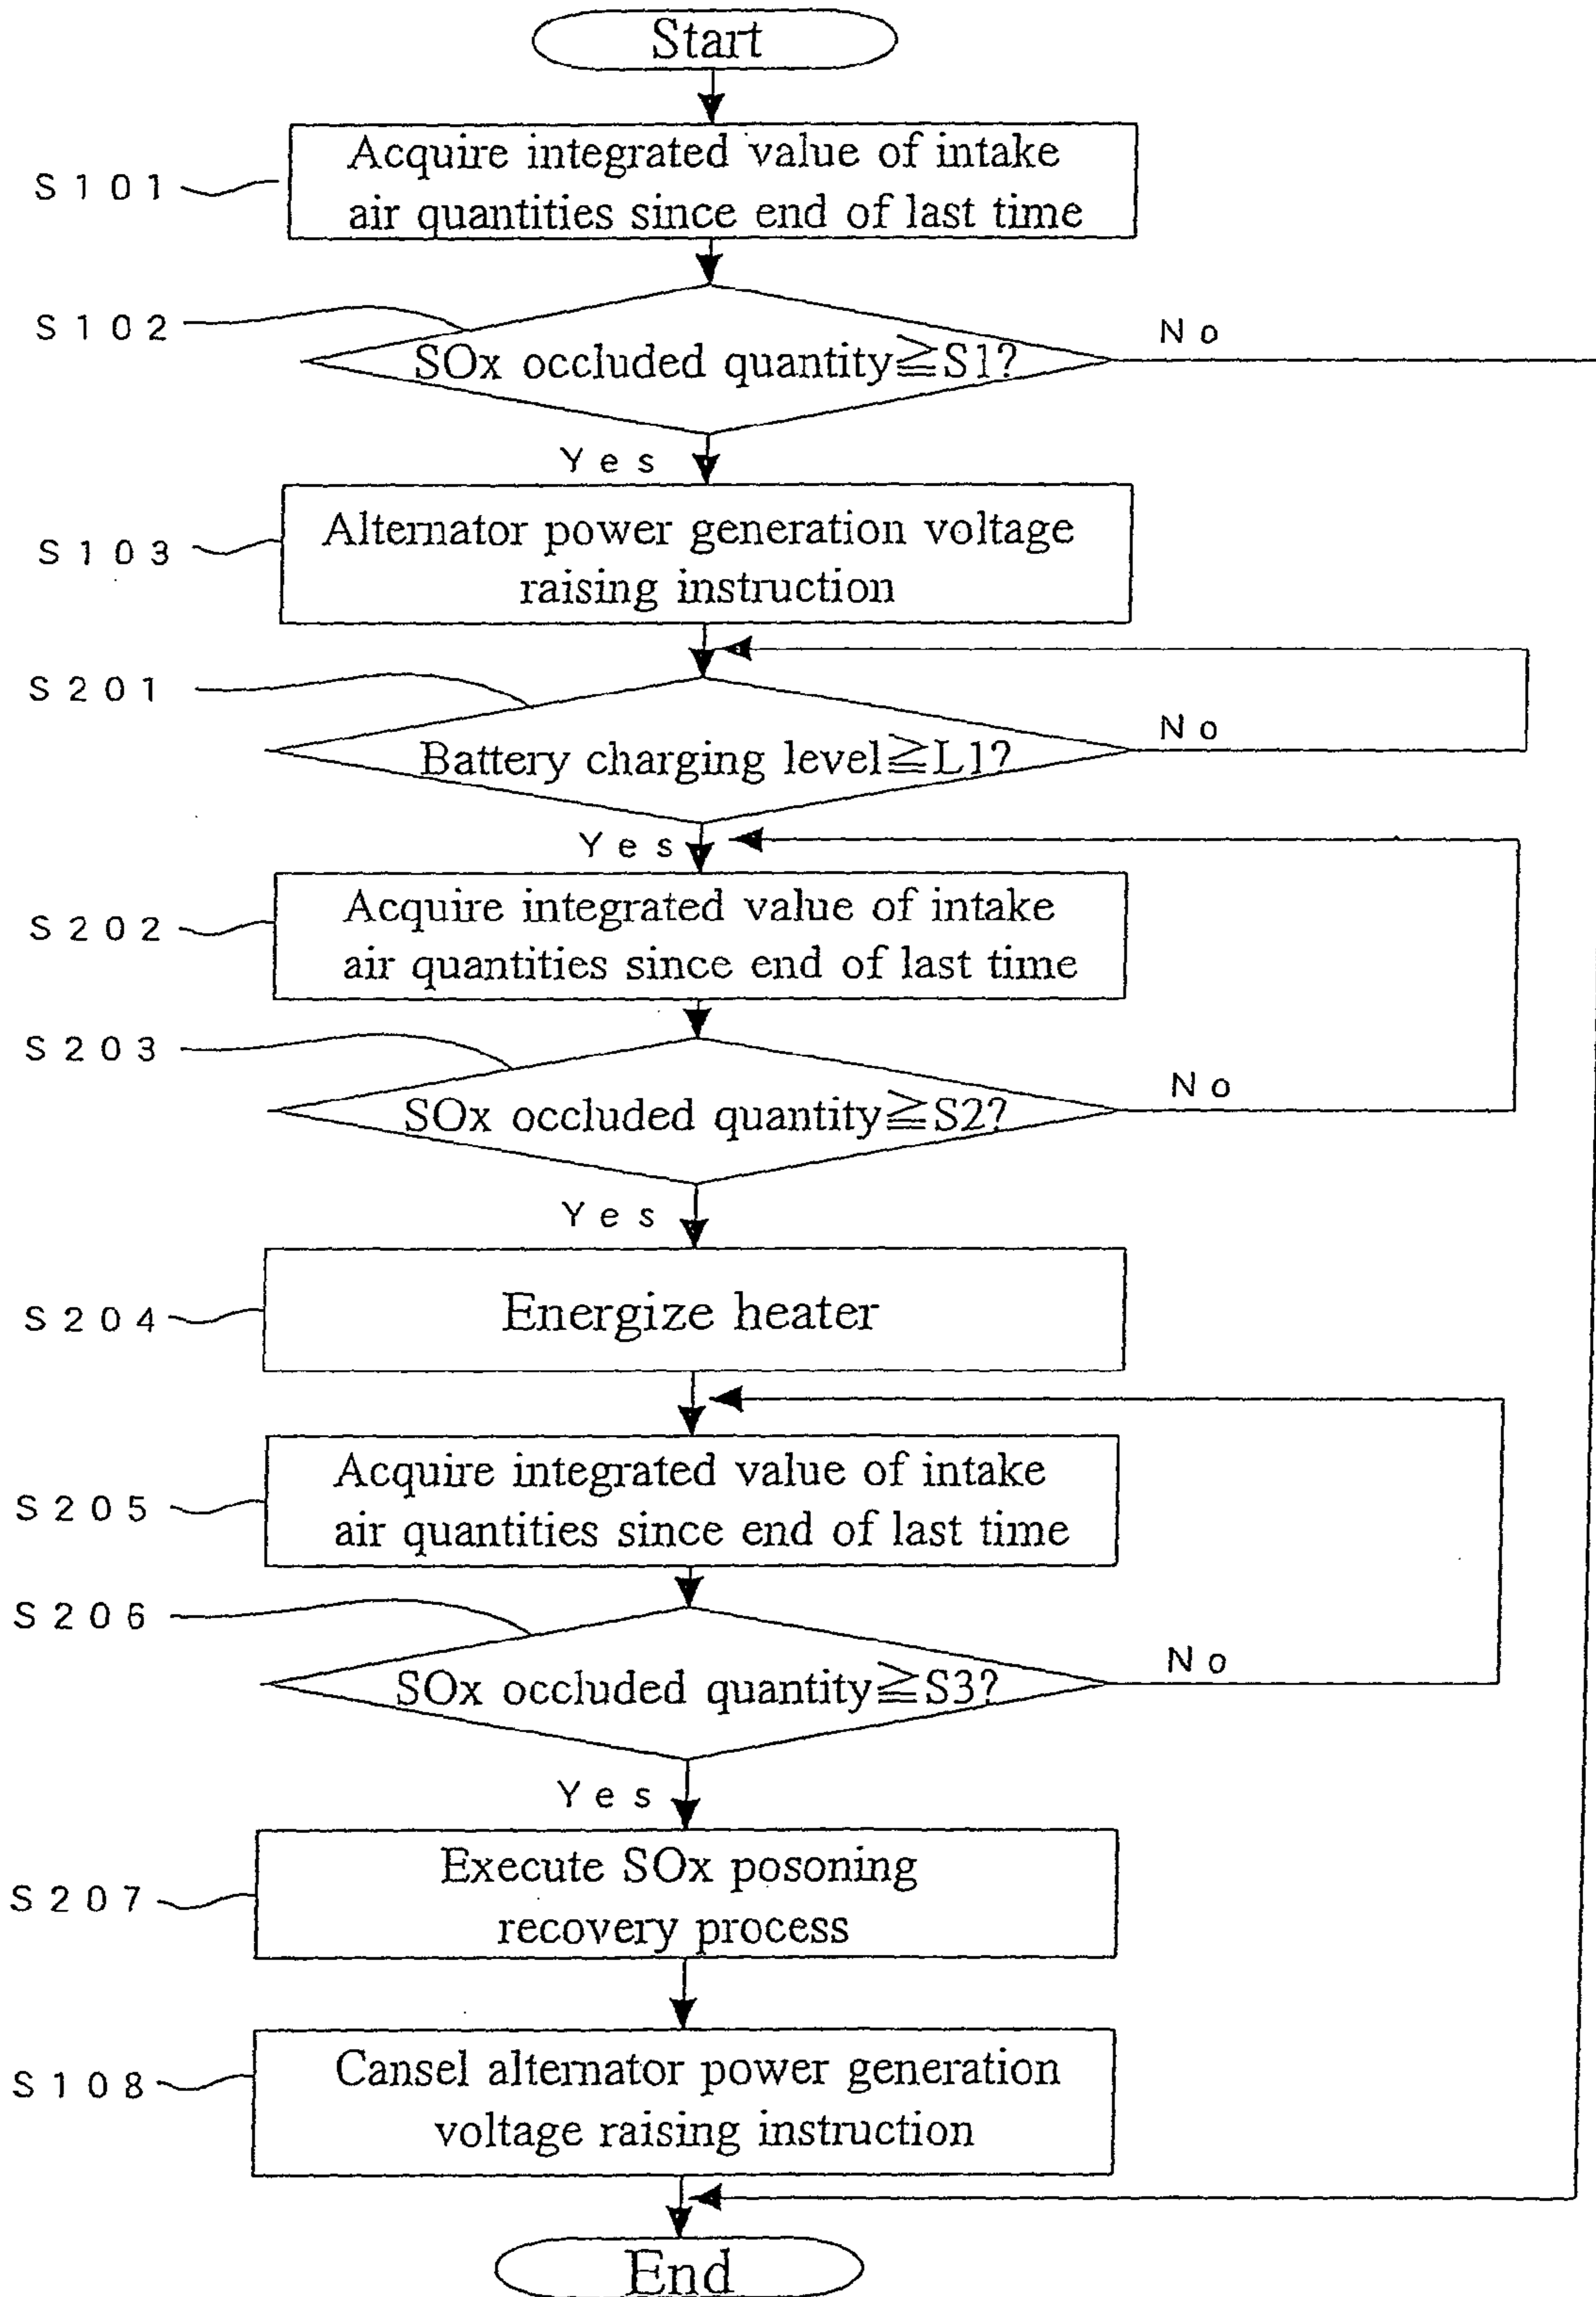 Start
S101
Acquire integrated value of intake
air quantities since end of last time
S102
SOx occluded quantity≧S1?
No
Yes
S103
Alternator power generation voltage
raising instruction
S201
Battery charging level≧L1?
No
Yes
S202
Acquire integrated value of intake
air quantities since end of last time
S203
SOx occluded quantity≧S2?
No
Yes
S204
Energize heater
S205
Acquire integrated value of intake
air quantities since end of last time
S206
SOx occluded quantity≧S3?
No
Yes
S207
Execute SOx posoning
recovery process
S108
Cansel alternator power generation
voltage raising instruction
End